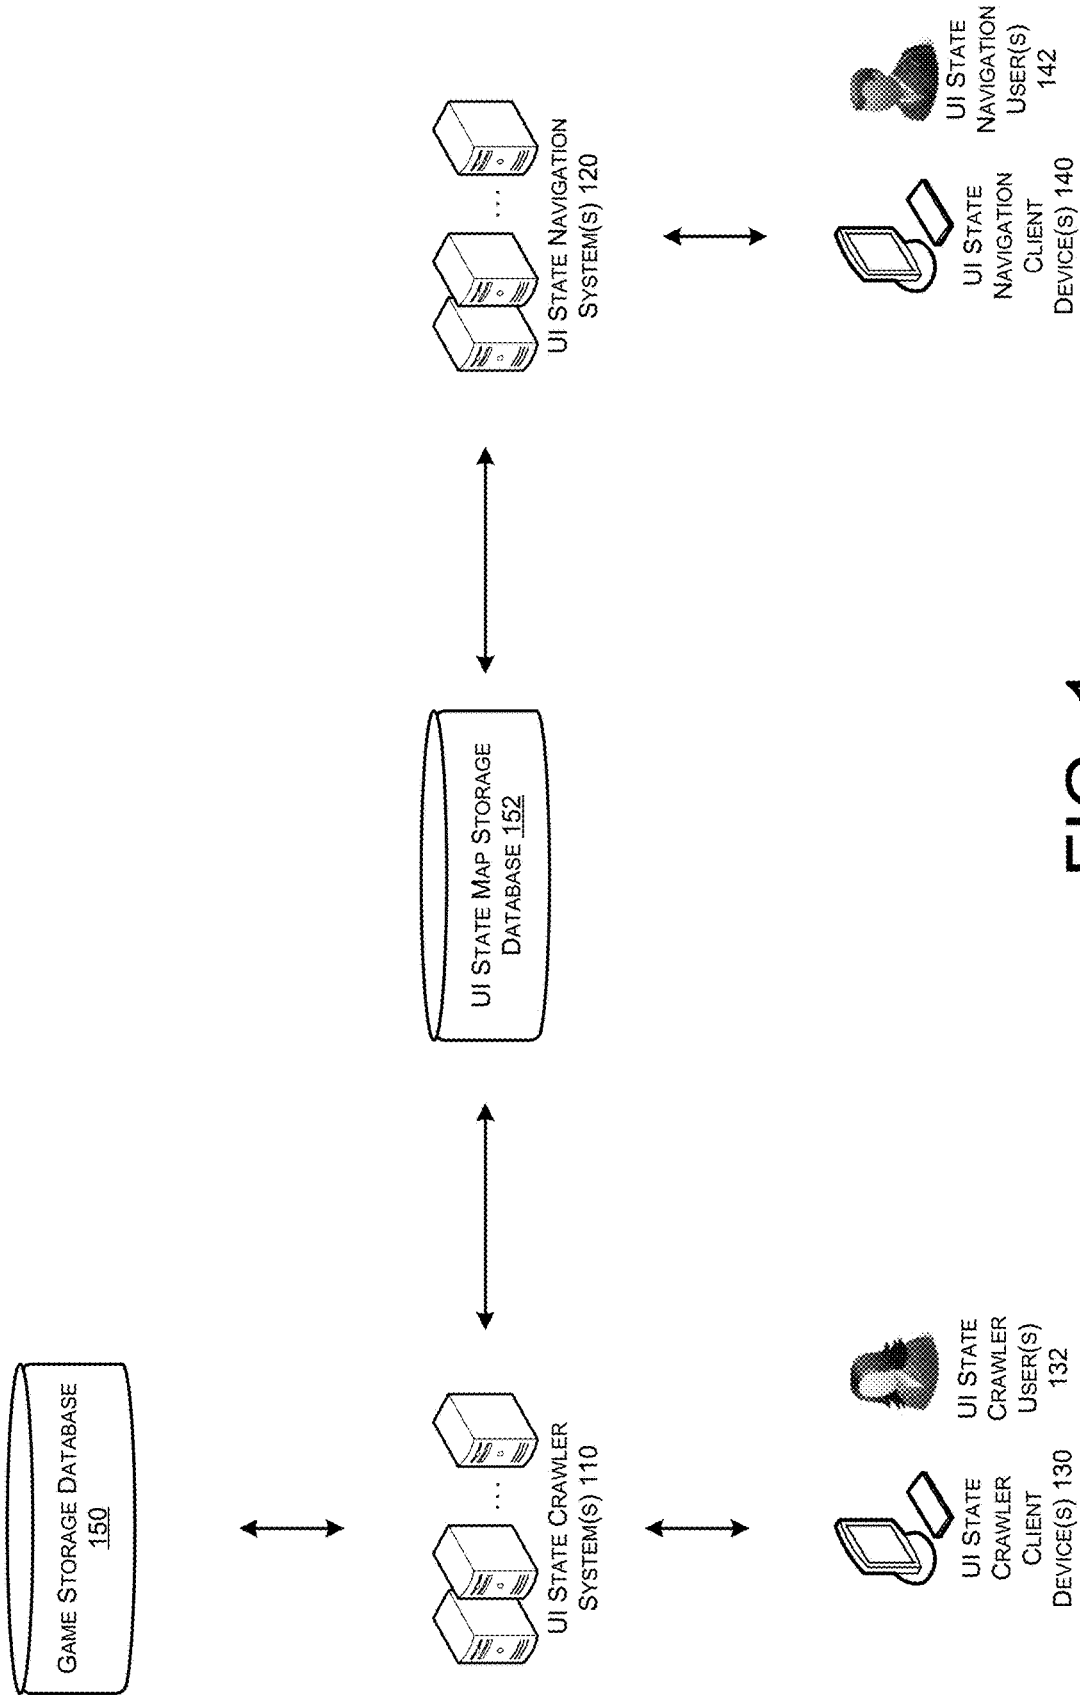 GAME STORAGE DATABASE
150
UI STATE CRAWLER
SYSTEM(S) 110
UI STATE MAP STORAGE
DATABASE 152
UI STATE NAVIGATION
SYSTEM(S) 120
UI STATE
CRAWLER
CLIENT
DEVICE(S) 130
UI STATE
CRAWLER
USER(S)
132
UI STATE
NAVIGATION
CLIENT
DEVICE(S) 140
UI STATE
NAVIGATION
USER(S)
142
FIG. 1